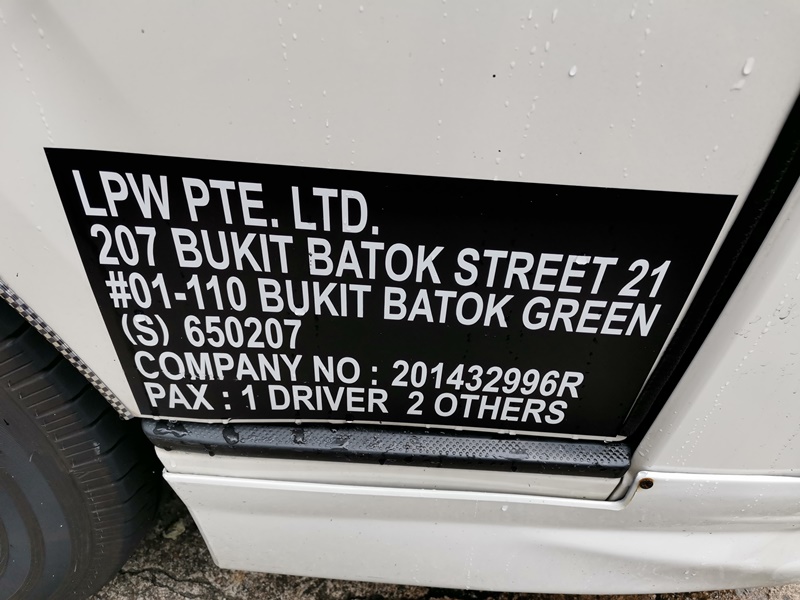 LPW PTE. LTD.
207 BUKIT BATOK STREET 21
#01-110 BUKIT BATOK GREEN
(S) 650207
COMPANY NO : 201432996R
PAX : 1 DRIVER 2 OTHERS